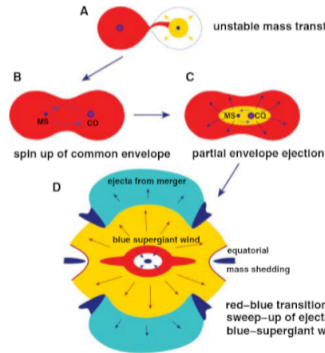 A
unstable mass transf
B
C
MS
CO
MS
CO
spin up of common envelope
partial envelope ejection
D
ejecta from merger
blue supergiant wind
equatorial
mass shedding
red–blue transition
sweep–up of eject
blue–supergiant w